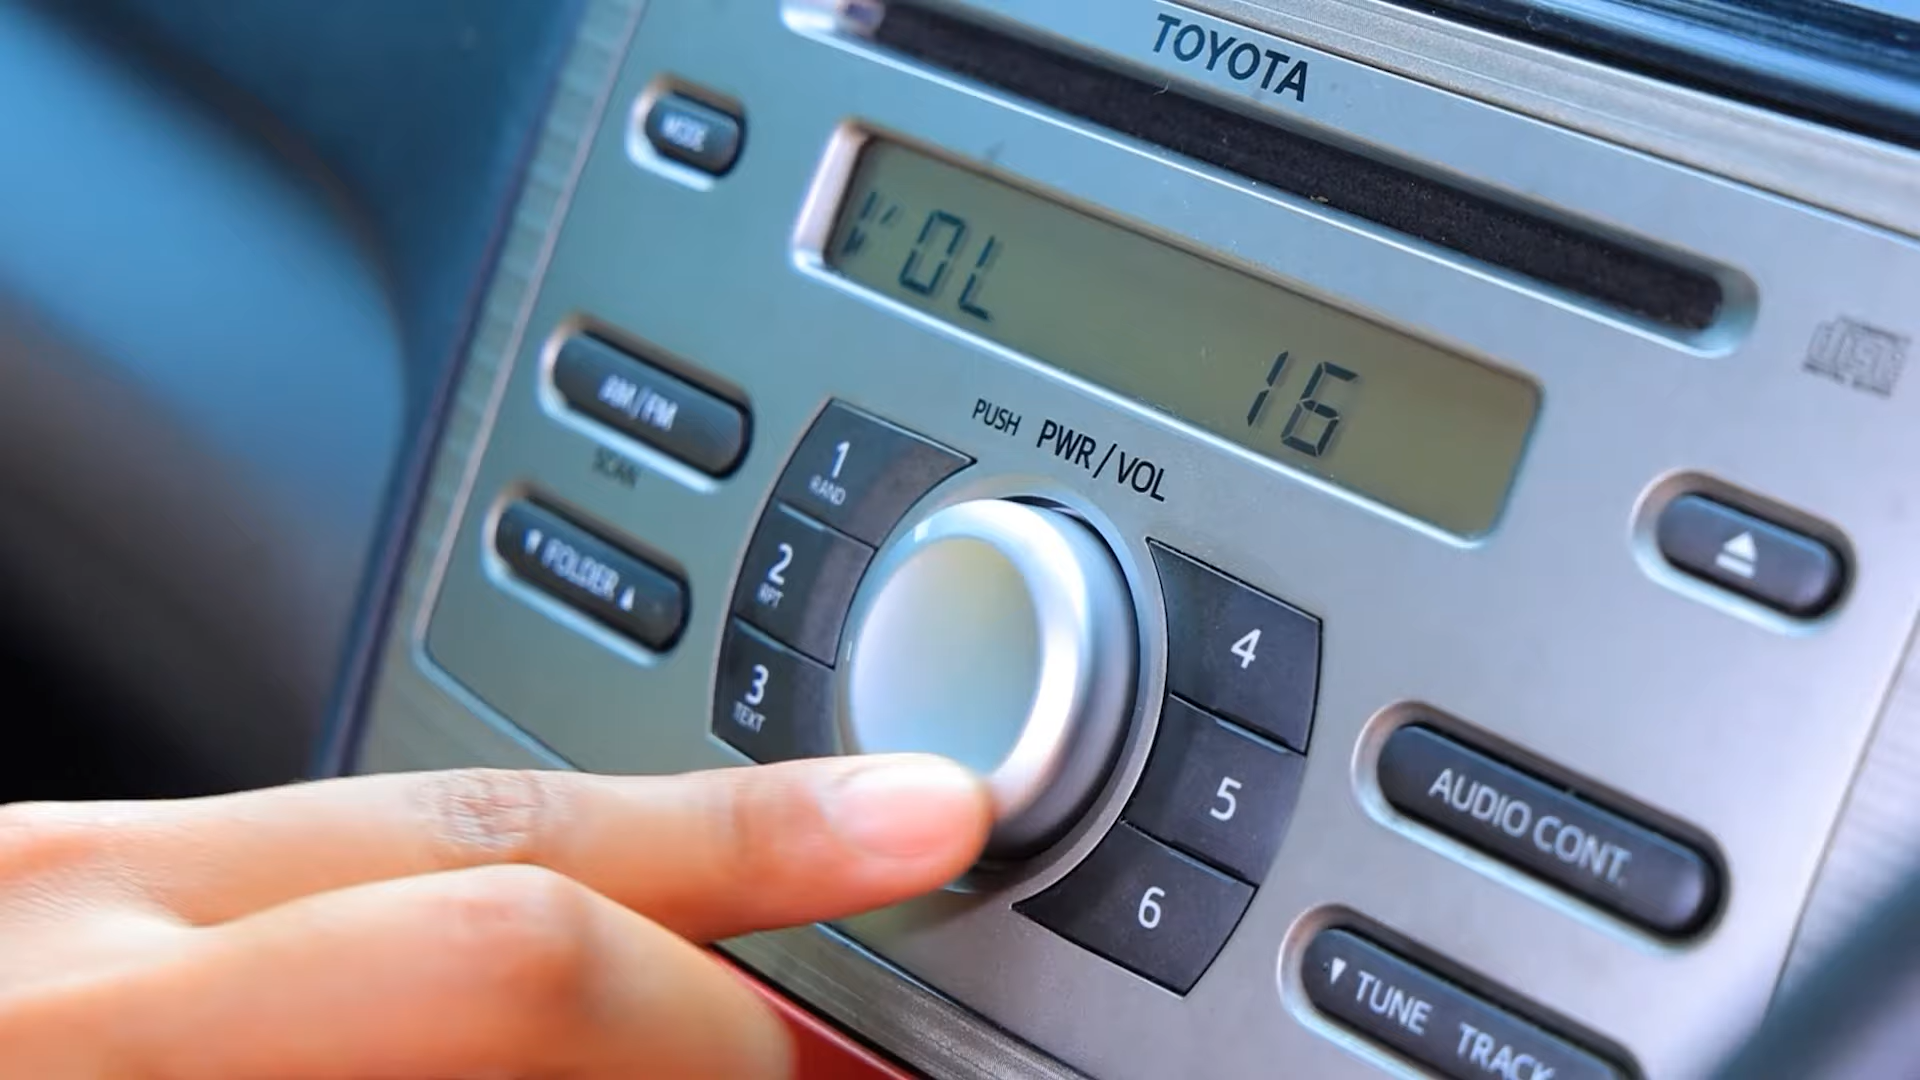 TOYOTA
MODE
VOL
16
disc
AM/FM
SCAN
PUSH PWR/VOL
▼ FOLDER ▲
1
RAND
2
RPT
3
TEXT
4
5
6
AUDIO CONT.
▼ TUNE TRACK